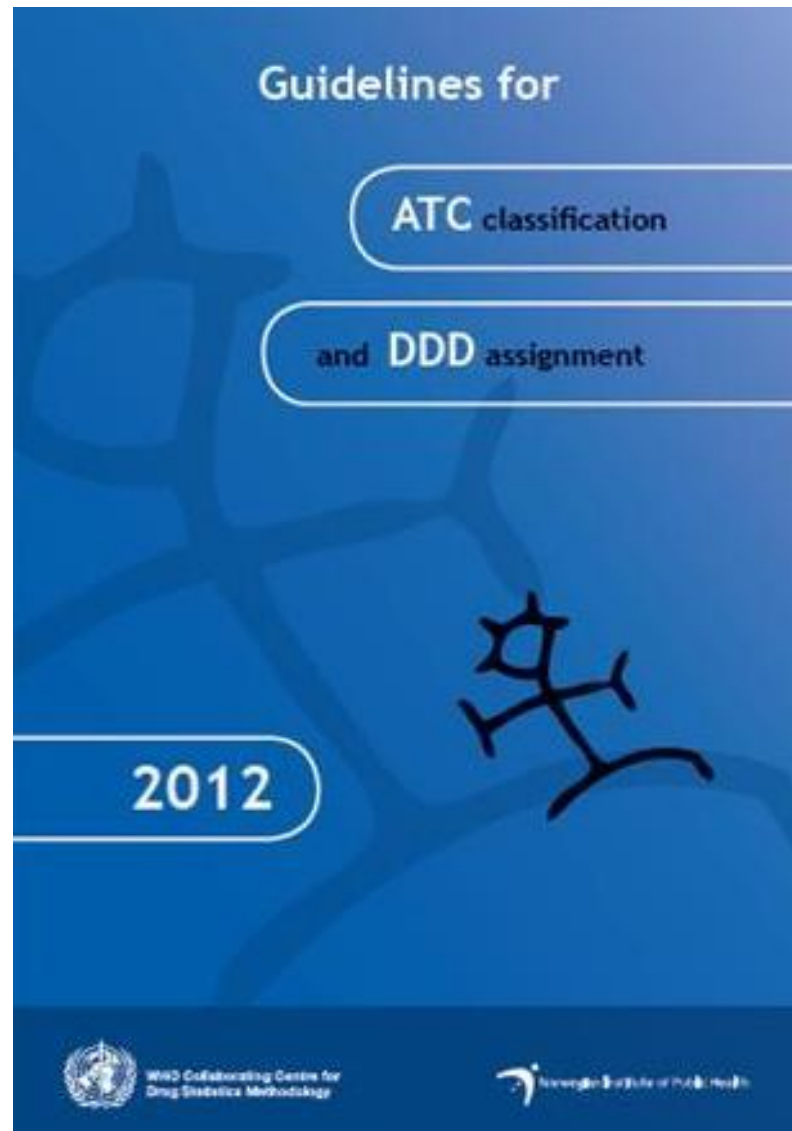 Guidelines for
ATC classification
and DDD assignment
2012
WHO Collaborating Centre for
Drug Statistics Methodology
Norwegian Institute of Public Health